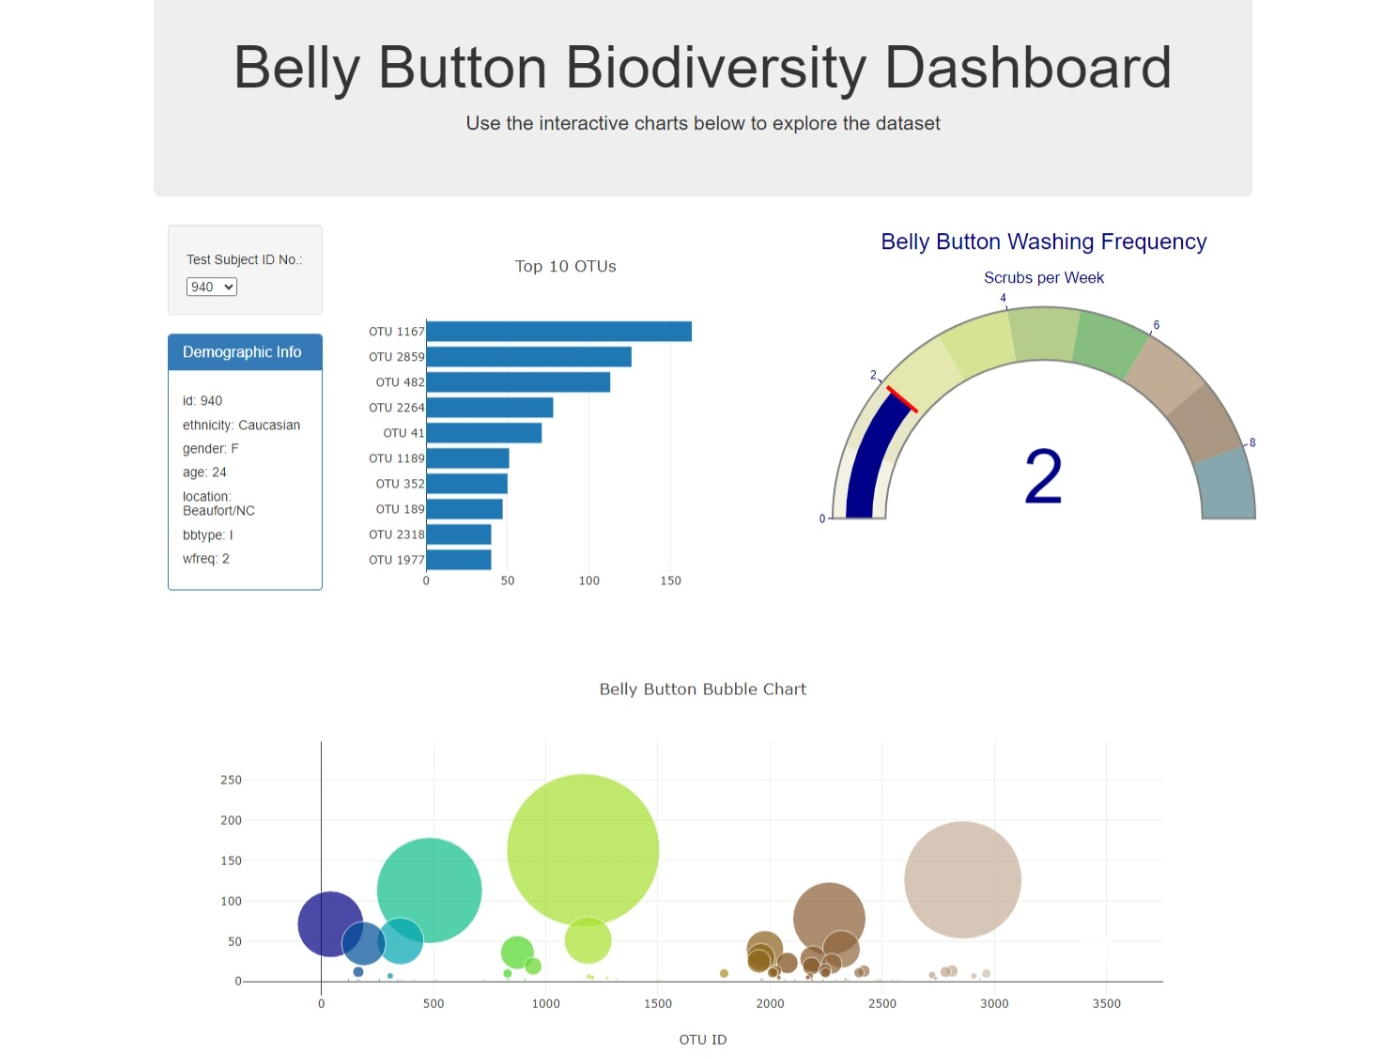 Belly Button Biodiversity Dashboard
Use the interactive charts below to explore the dataset
Test Subject ID No.:
940
Demographic Info
id: 940
ethnicity: Caucasian
gender: F
age: 24
location:
Beaufort/NC
bbtype: I
wfreq: 2
Top 10 OTUs
OTU 1167
OTU 2859
OTU 482
OTU 2264
OTU 41
OTU 1189
OTU 352
OTU 189
OTU 2318
OTU 1977
0 50 100 150
Belly Button Washing Frequency
Scrubs per Week
0
2
4
6
8
2
Belly Button Bubble Chart
250
200
150
100
50
0
0 500 1000 1500 2000 2500 3000 3500
OTU ID